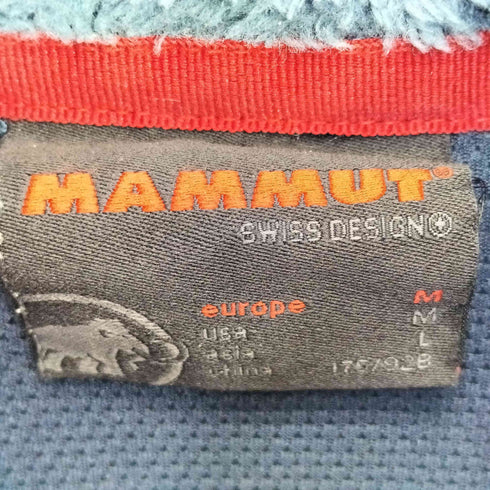 MAMMUT®
SWISS DESIGN
europe M
USA M
asia L
china 175/92B